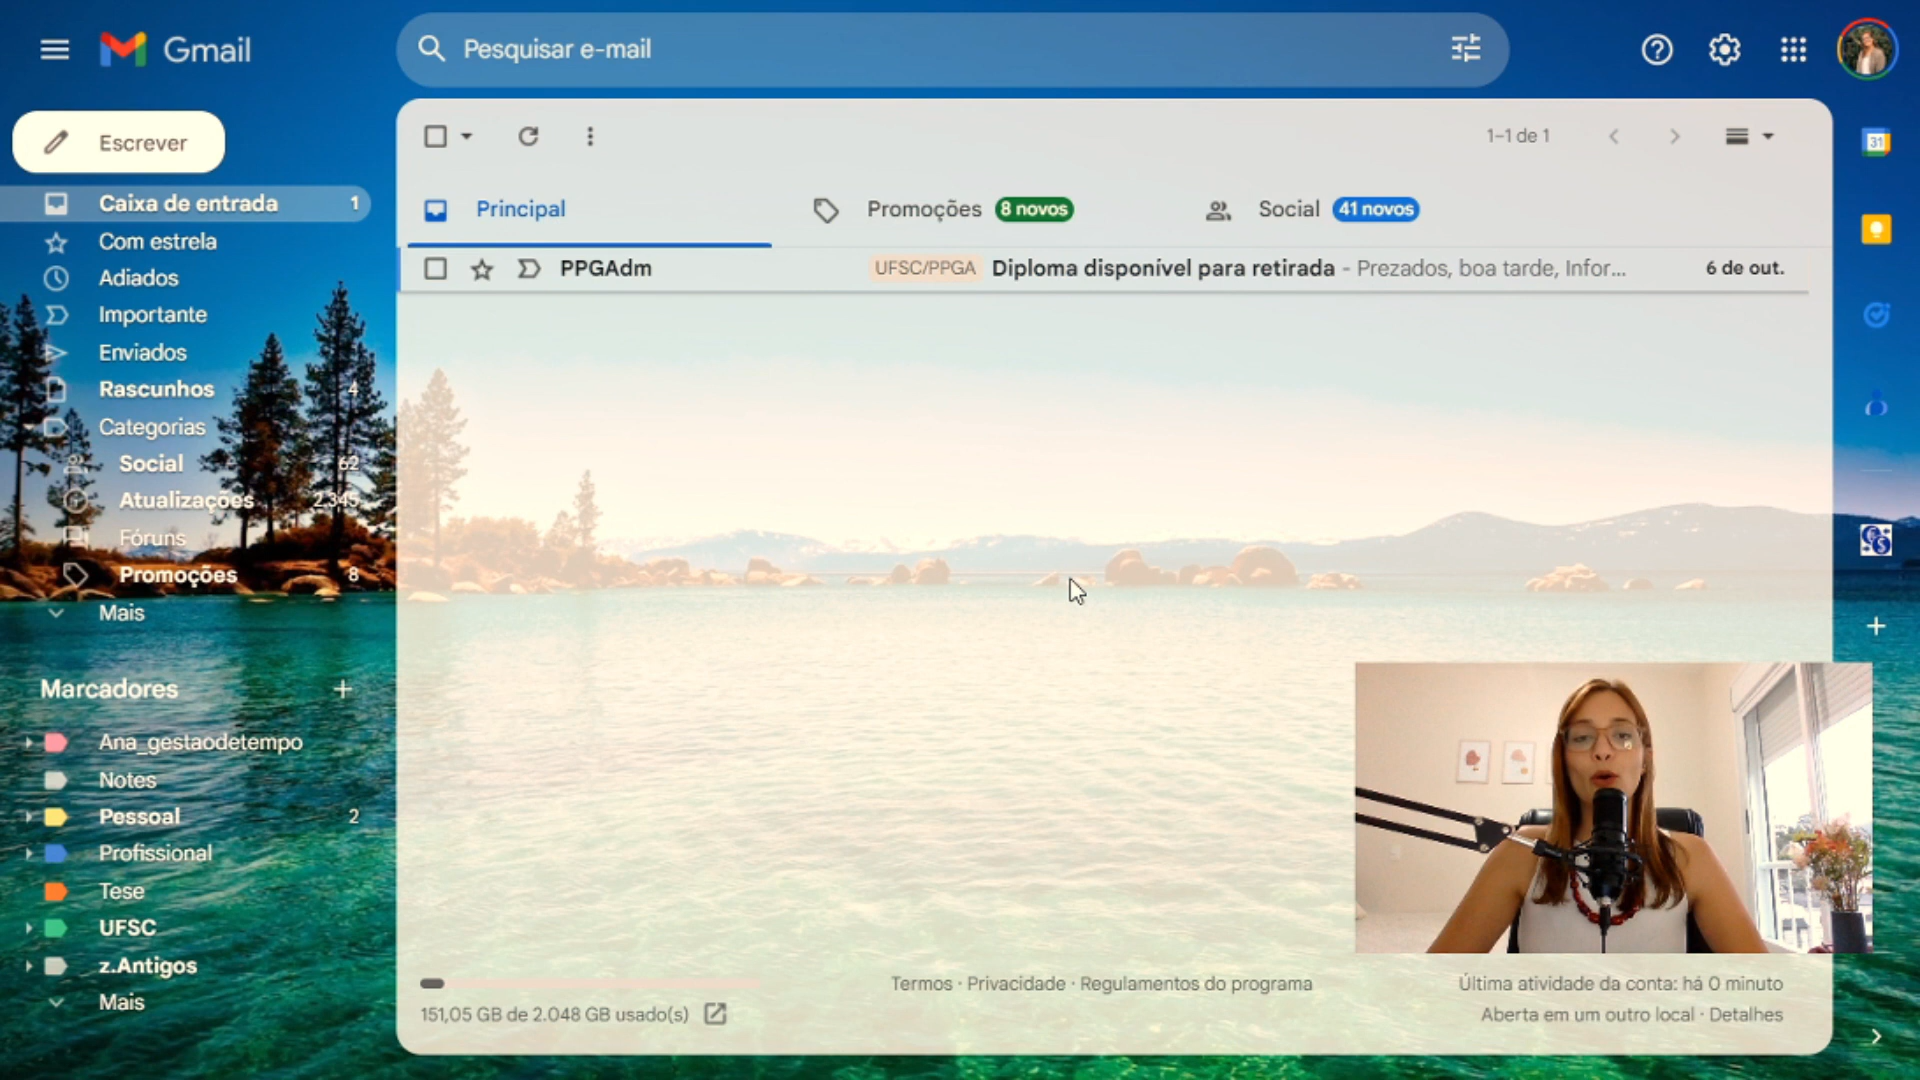 Gmail
Pesquisar e-mail
Escrever
Caixa de entrada 1
Com estrela
Adiados
Importante
Enviados
Rascunhos 4
Categorias
Social 62
Atualizações 2.345
Fóruns
Promoções 8
Mais
Marcadores +
Ana_gestaodetempo
Notes
Pessoal 2
Profissional
Tese
UFSC
z.Antigos
Mais
1–1 de 1
Principal
Promoções 8 novos
Social 41 novos
PPGAdm UFSC/PPGA Diploma disponível para retirada - Prezados, boa tarde, Infor... 6 de out.
151,05 GB de 2.048 GB usado(s)
Termos · Privacidade · Regulamentos do programa
Última atividade da conta: há 0 minuto
Aberta em um outro local · Detalhes
31